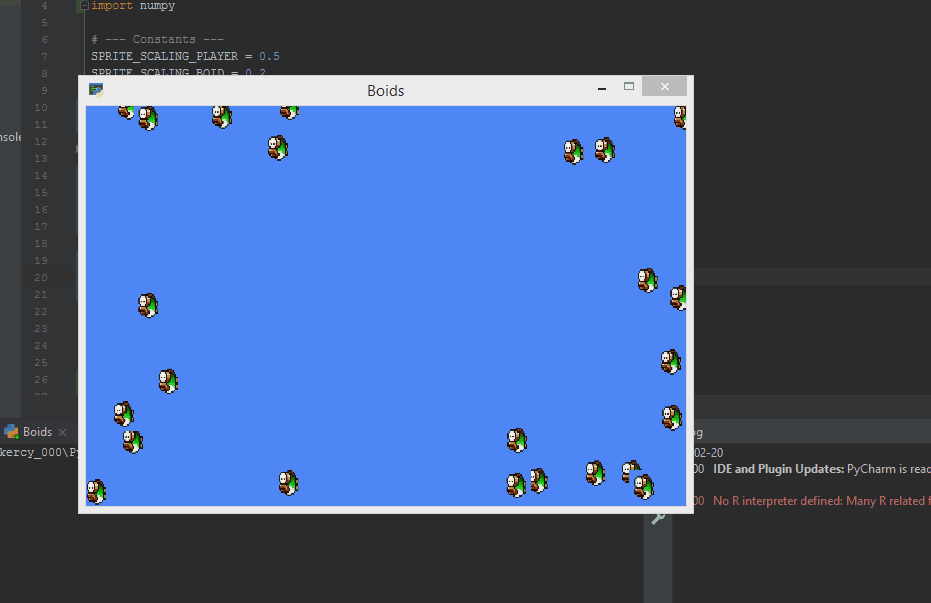 4 import numpy
5
6 # --- Constants ---
7 SPRITE_SCALING_PLAYER = 0.5
8 SPRITE_SCALING_BOID = 0.2
9
Boids
10
11
nsole
12
13
14
15
16
17
18
19
20
21
22
23
24
25
26
27
Boids
og
kercy_000\Py
02-20
00 IDE and Plugin Updates: PyCharm is read
00 No R interpreter defined: Many R related f